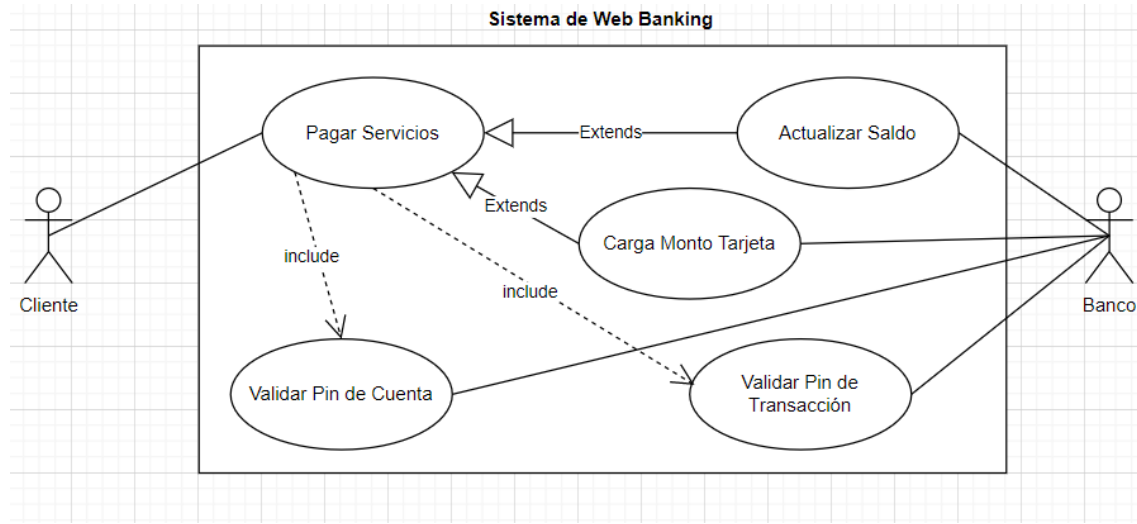 Sistema de Web Banking
Pagar Servicios
Extends
Actualizar Saldo
Extends
Carga Monto Tarjeta
include
include
Cliente
Banco
Validar Pin de Cuenta
Validar Pin de
Transacción